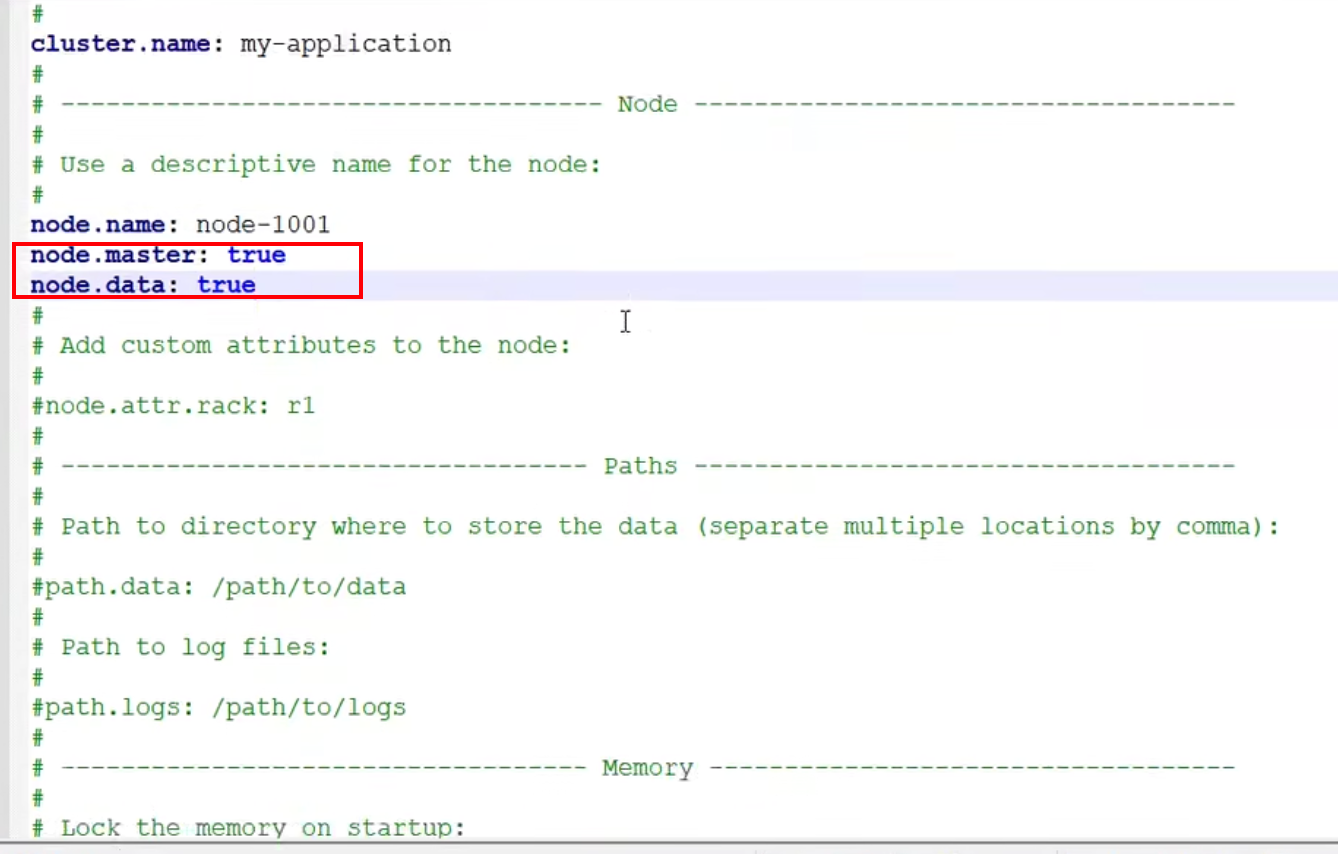 #
cluster.name: my-application
#
# ------------------------------------ Node ------------------------------------
#
# Use a descriptive name for the node:
#
node.name: node-1001
node.master: true
node.data: true
#
# Add custom attributes to the node:
#
#node.attr.rack: r1
#
# ----------------------------------- Paths ------------------------------------
#
# Path to directory where to store the data (separate multiple locations by comma):
#
#path.data: /path/to/data
#
# Path to log files:
#
#path.logs: /path/to/logs
#
# ----------------------------------- Memory -----------------------------------
#
# Lock the memory on startup: